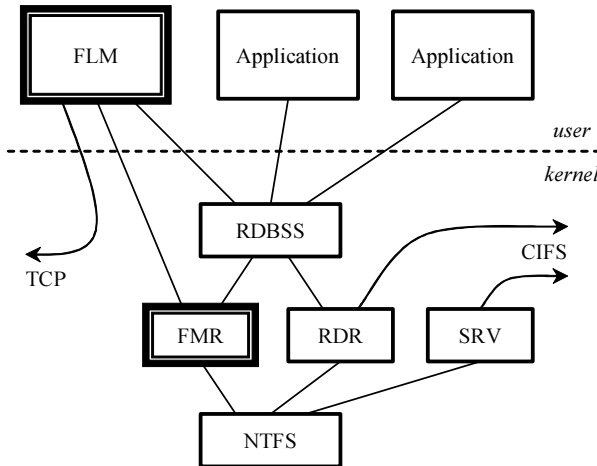 FLM
Application
Application
user
kernel
RDBSS
CIFS
TCP
FMR
RDR
SRV
NTFS